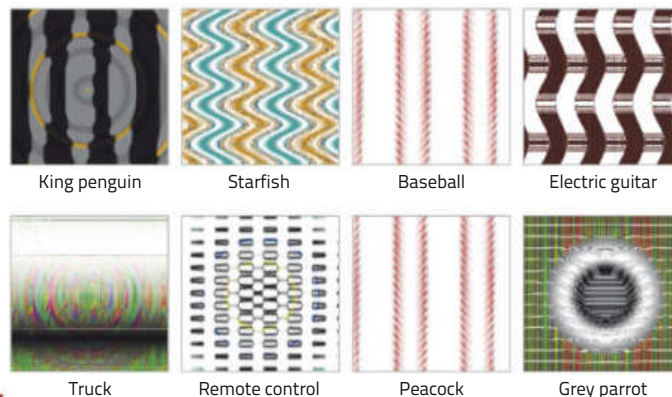 King penguin
Starfish
Baseball
Electric guitar
Truck
Remote control
Peacock
Grey parrot